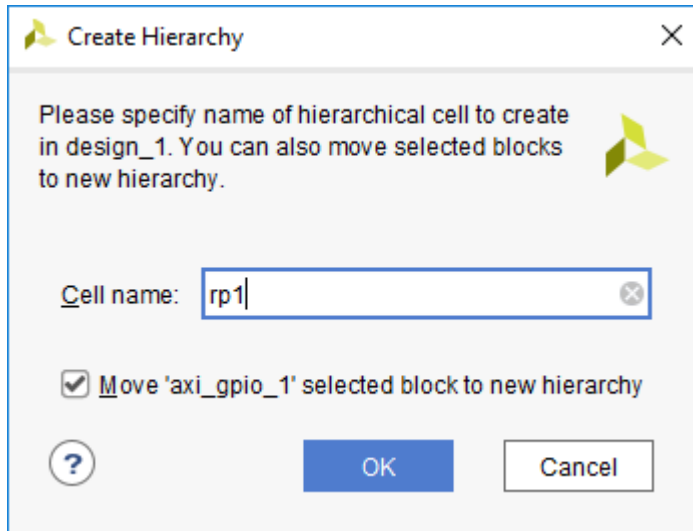 Create Hierarchy
Please specify name of hierarchical cell to create
in design_1. You can also move selected blocks
to new hierarchy.
Cell name: rp1
Move 'axi_gpio_1' selected block to new hierarchy
? OK Cancel